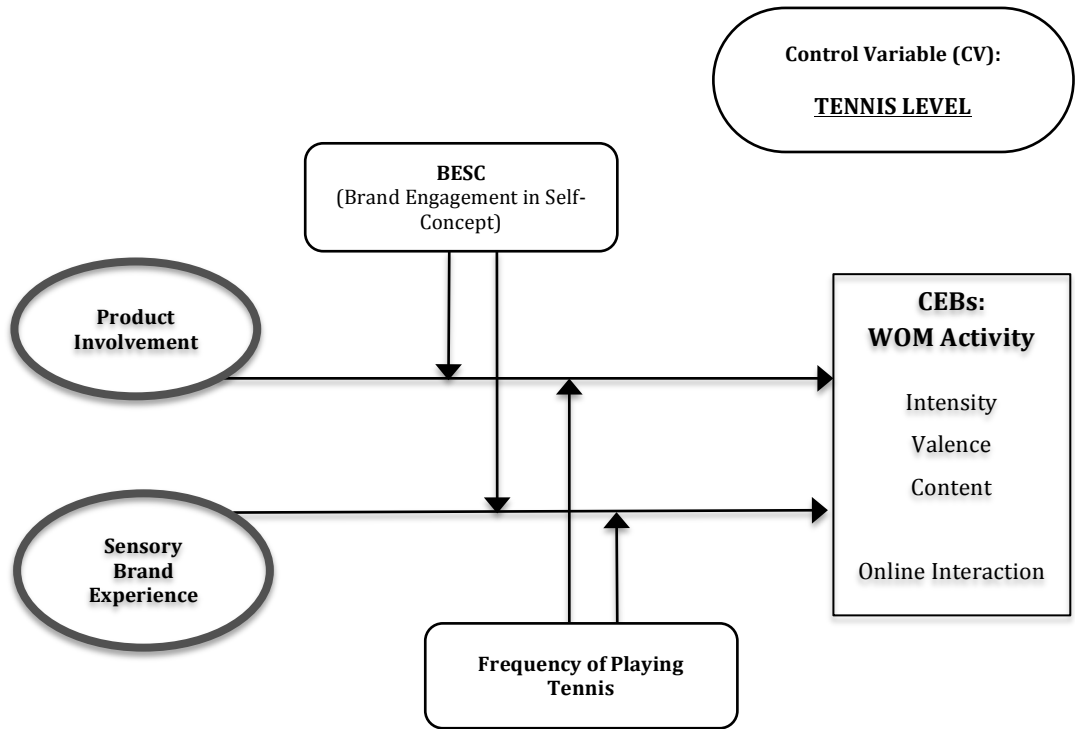 Control Variable (CV):
TENNIS LEVEL
BESC
(Brand Engagement in Self-
Concept)
Product
Involvement
CEBs:
WOM Activity
Intensity
Valence
Content
Online Interaction
Sensory
Brand
Experience
Frequency of Playing
Tennis